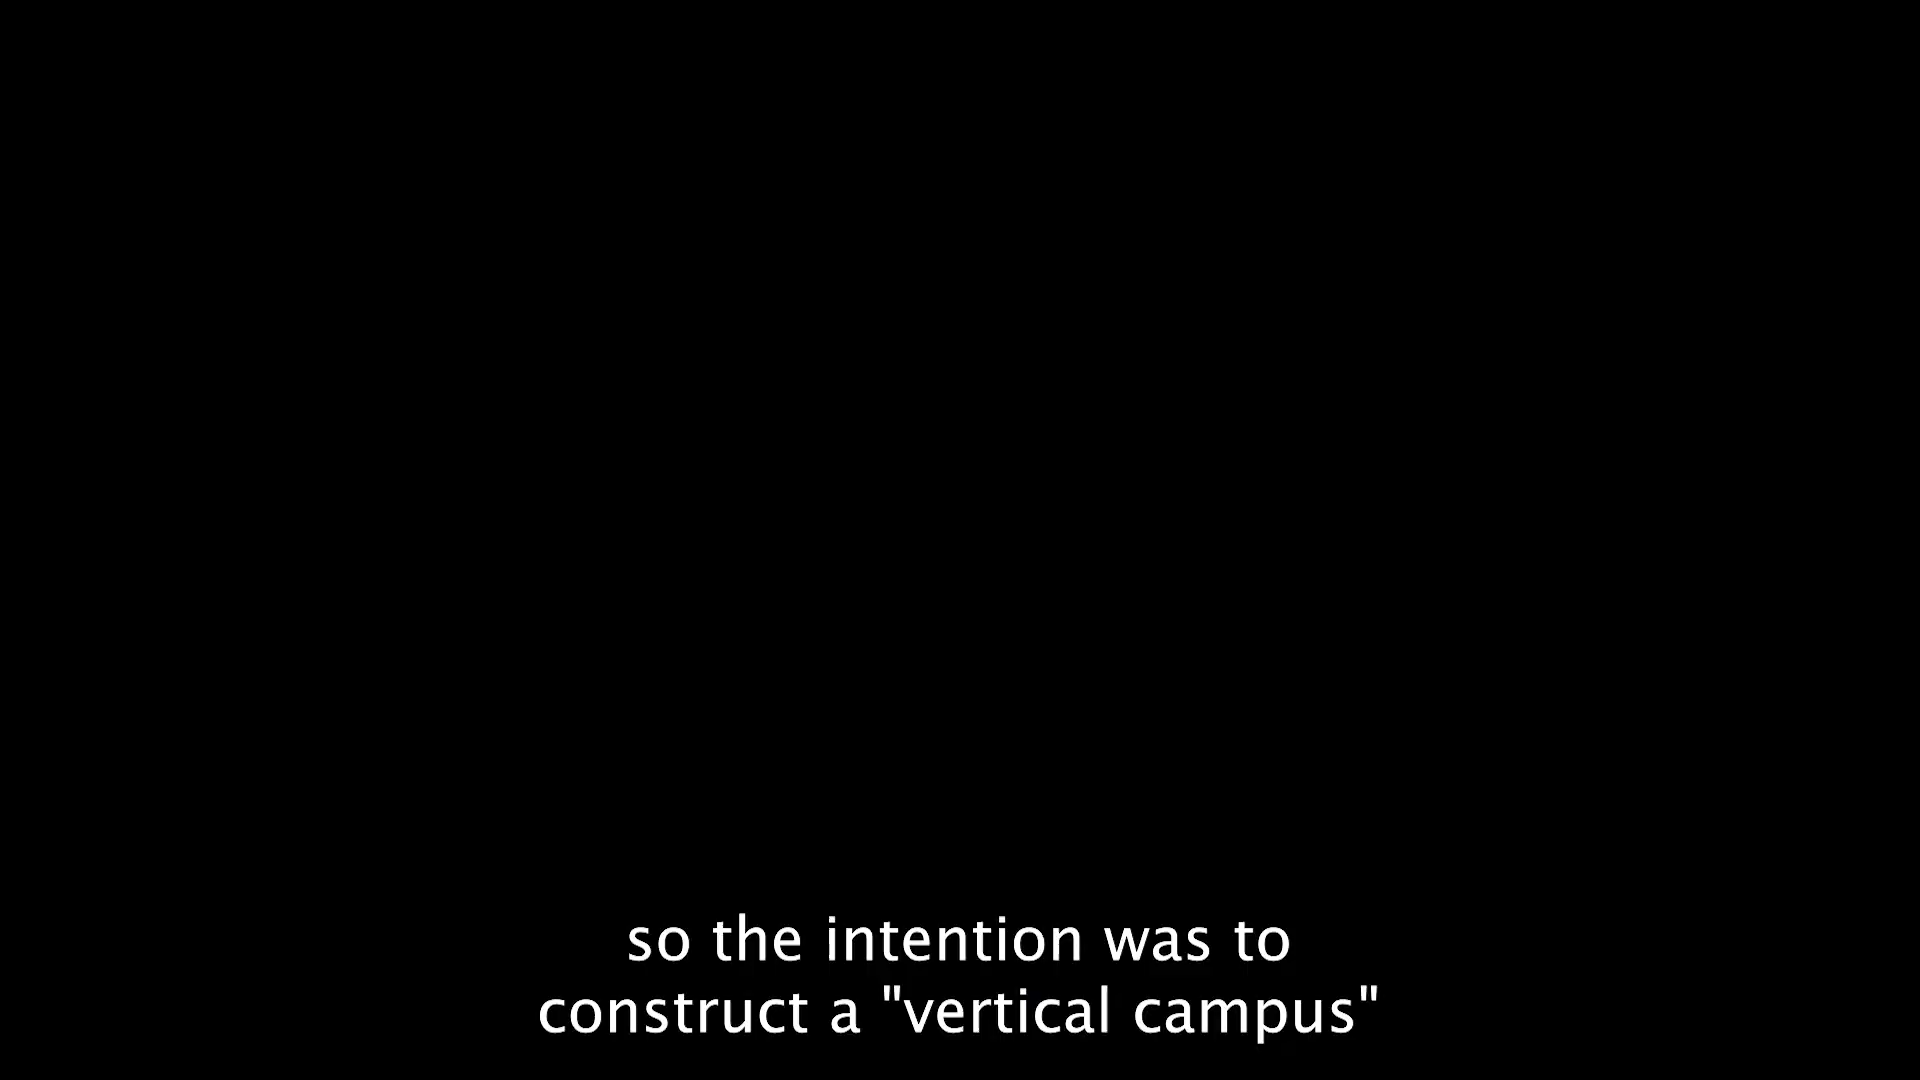 so the intention was to
construct a "vertical campus"